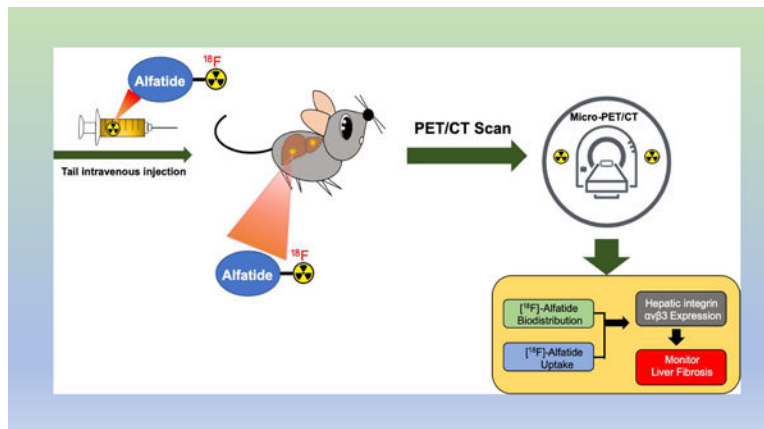 ¹⁸F
Alfatide
Tail intravenous injection
¹⁸F
Alfatide
PET/CT Scan
Micro-PET/CT
[¹⁸F]-Alfatide
Biodistribution
[¹⁸F]-Alfatide
Uptake
Hepatic integrin
αvβ3 Expression
Monitor
Liver Fibrosis